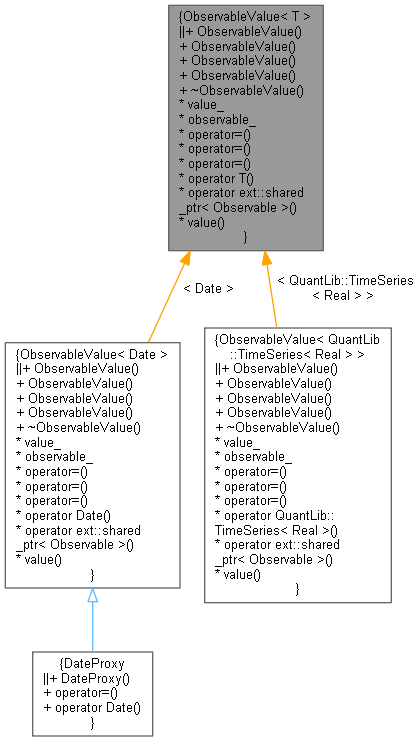 {ObservableValue< T >
||+ ObservableValue()
+ ObservableValue()
+ ObservableValue()
+ ObservableValue()
+ ~ObservableValue()
* value_
* observable_
* operator=()
* operator=()
* operator=()
* operator T()
* operator ext::shared
_ptr< Observable >()
* value()
}
< Date >
< QuantLib::TimeSeries
< Real > >
{ObservableValue< Date >
||+ ObservableValue()
+ ObservableValue()
+ ObservableValue()
+ ObservableValue()
+ ~ObservableValue()
* value_
* observable_
* operator=()
* operator=()
* operator=()
* operator Date()
* operator ext::shared
_ptr< Observable >()
* value()
}
{ObservableValue< QuantLib
::TimeSeries< Real > >
||+ ObservableValue()
+ ObservableValue()
+ ObservableValue()
+ ObservableValue()
+ ~ObservableValue()
* value_
* observable_
* operator=()
* operator=()
* operator=()
* operator QuantLib::
TimeSeries< Real >()
* operator ext::shared
_ptr< Observable >()
* value()
}
{DateProxy
||+ DateProxy()
+ operator=()
+ operator Date()
}